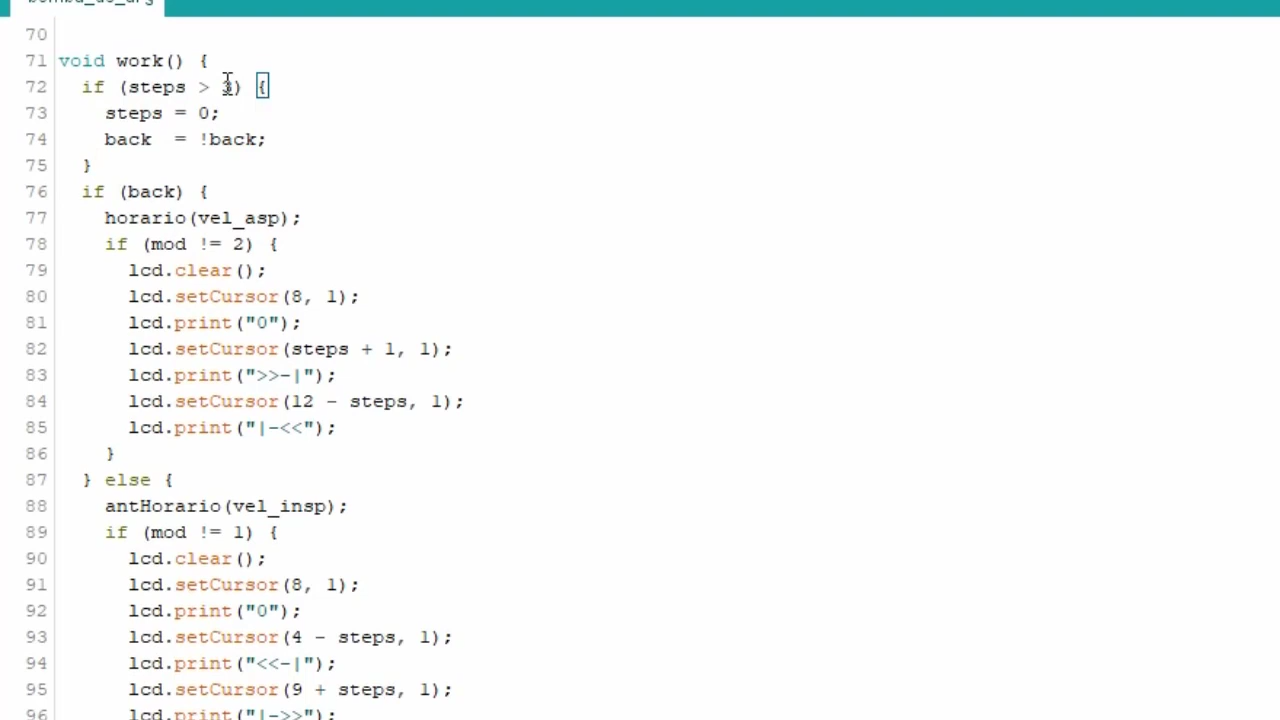 70
71 void work() {
72 if (steps > ) {
73 steps = 0;
74 back = !back;
75 }
76 if (back) {
77 horario(vel_asp);
78 if (mod != 2) {
79 lcd.clear();
80 lcd.setCursor(8, 1);
81 lcd.print("0");
82 lcd.setCursor(steps + 1, 1);
83 lcd.print(">>-|");
84 lcd.setCursor(12 - steps, 1);
85 lcd.print("|-<<");
86 }
87 } else {
88 antHorario(vel_insp);
89 if (mod != 1) {
90 lcd.clear();
91 lcd.setCursor(8, 1);
92 lcd.print("0");
93 lcd.setCursor(4 - steps, 1);
94 lcd.print("<<-|");
95 lcd.setCursor(9 + steps, 1);
96 lcd.print("|->>");